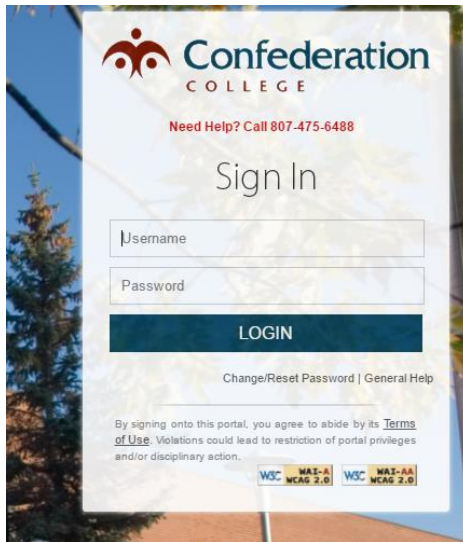 Confederation
COLLEGE
Need Help? Call 807-475-6488
Sign In
Username
Password
LOGIN
Change/Reset Password | General Help
By signing onto this portal, you agree to abide by its Terms
of Use. Violations could lead to restriction of portal privileges
and/or disciplinary action.
W3C WAI-A WCAG 2.0 W3C WAI-AA WCAG 2.0